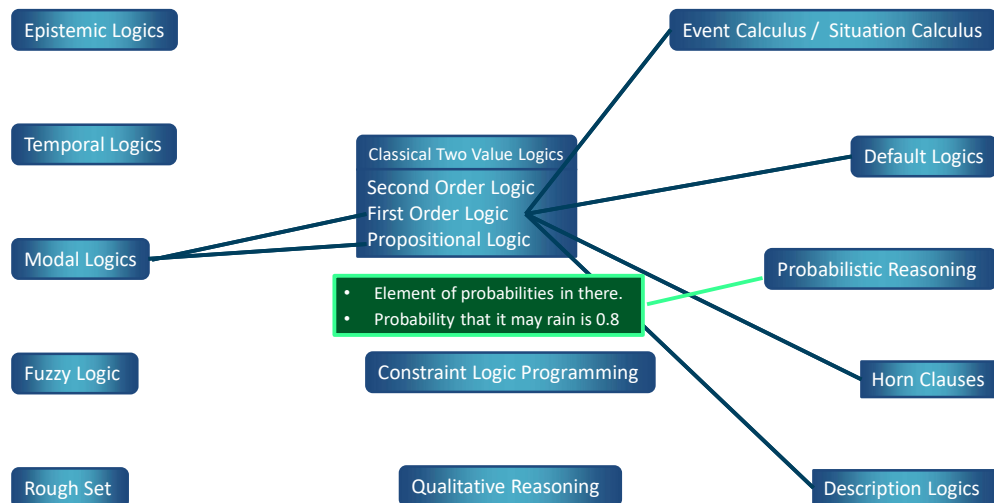 Epistemic Logics
Event Calculus / Situation Calculus
Temporal Logics
Classical Two Value Logics
Second Order Logic
First Order Logic
Propositional Logic
Default Logics
Modal Logics
Probabilistic Reasoning
• Element of probabilities in there.
• Probability that it may rain is 0.8
Fuzzy Logic
Constraint Logic Programming
Horn Clauses
Rough Set
Qualitative Reasoning
Description Logics